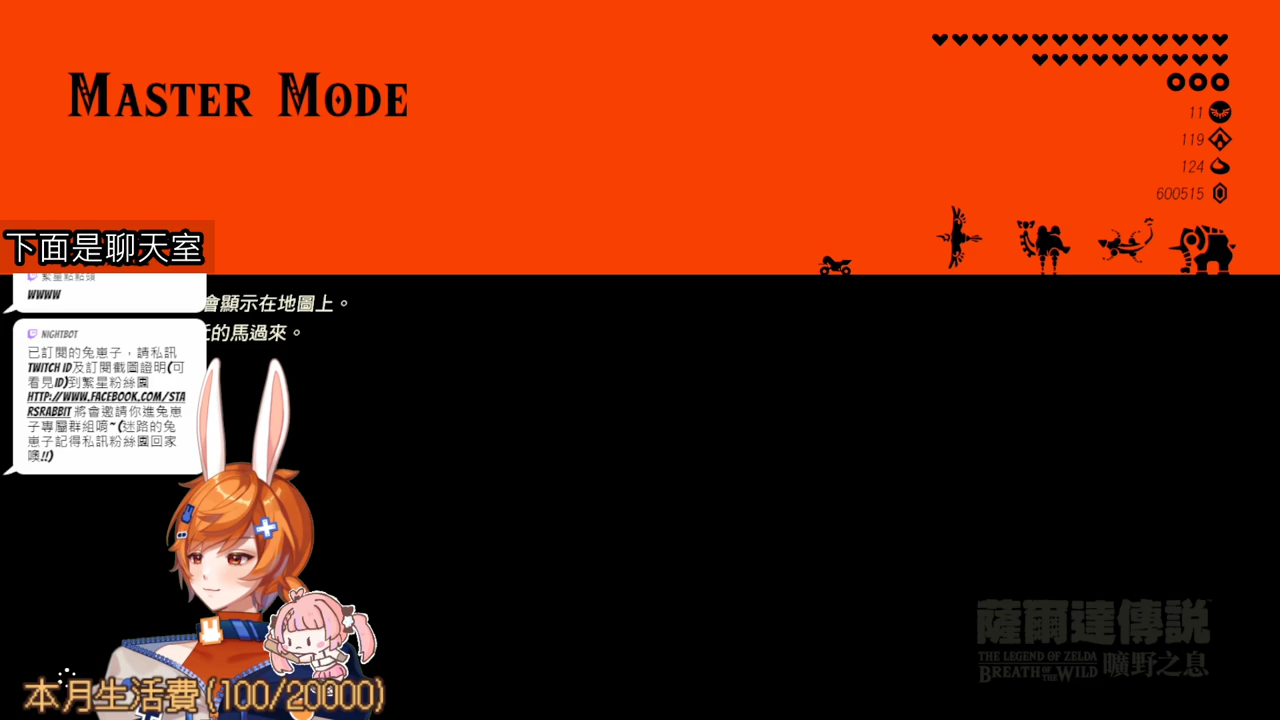 MASTER MODE
11
119
124
600515
下面是聊天室
繁星點點頭
WWWW
會顯示在地圖上。
近的馬過來。
NIGHTBOT
已訂閱的兔崽子，請私訊
TWITCH ID及訂閱截圖證明(可
看見ID)到繁星粉絲團
HTTP://WWW.FACEBOOK.COM/STA
RSRABBIT 將會邀請你進兔崽
子專屬群組唷~(迷路的兔
崽子記得私訊粉絲團回家
噢!!)
薩爾達傳說
THE LEGEND OF ZELDA
BREATH OF THE WILD 曠野之息
本月生活費(100/20000)